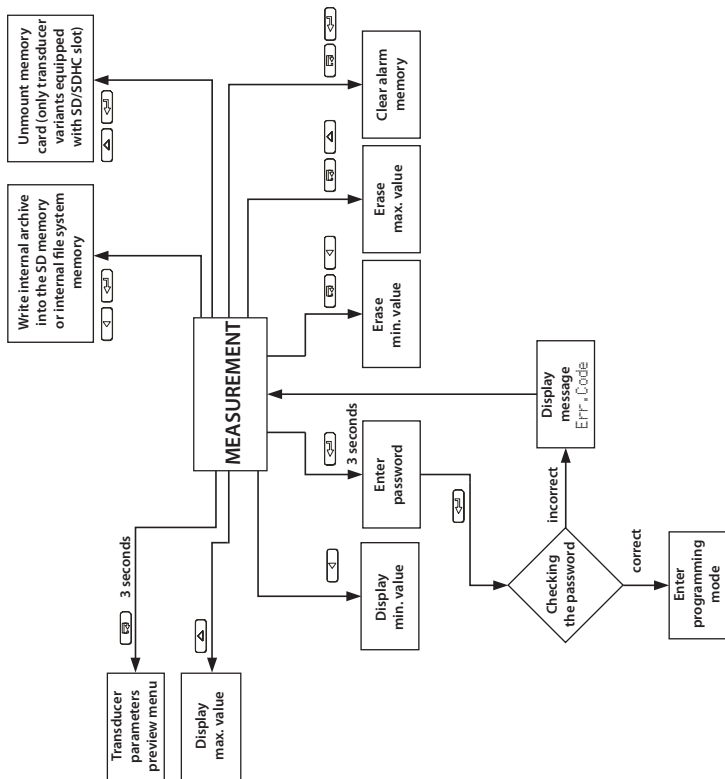 Write internal archive
into the SD memory
or internal file system
memory
Unmount memory
card (only transducer
variants equipped
with SD/SDHC slot)
Transducer
parameters
preview menu
3 seconds
Display
max. value
MEASUREMENT
3 seconds
Display
min. value
Enter
password
Erase
min. value
Erase
max. value
Clear alarm
memory
Checking
the password
incorrect
Display
message
Err.Code
correct
Enter
programming
mode